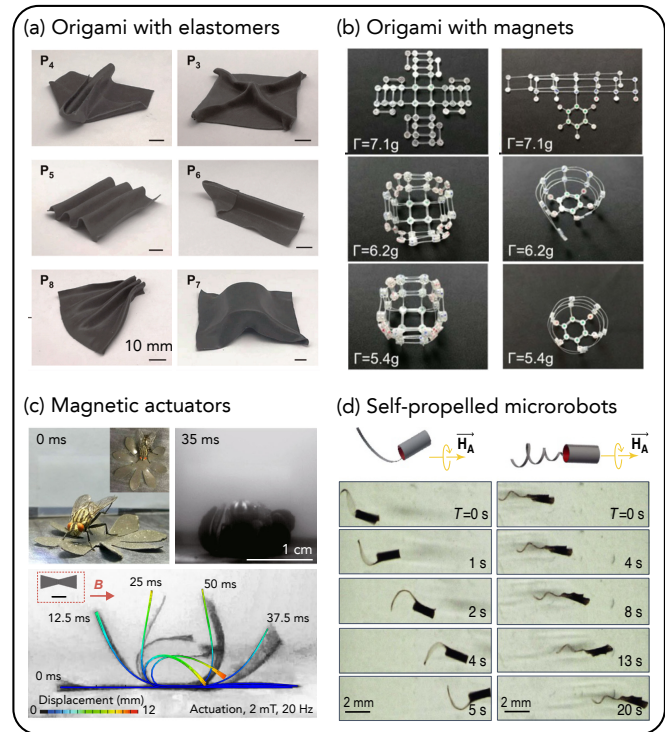 (a) Origami with elastomers
P4
P3
P5
P6
P8
10 mm
P7
(b) Origami with magnets
Γ=7.1g
Γ=7.1g
Γ=6.2g
Γ=6.2g
Γ=5.4g
Γ=5.4g
(c) Magnetic actuators
0 ms
35 ms
1 cm
B
25 ms
50 ms
12.5 ms
37.5 ms
0 ms
Displacement (mm)
0 12
Actuation, 2 mT, 20 Hz
(d) Self-propelled microrobots
H_A
H_A
T=0 s
T=0 s
1 s
4 s
2 s
8 s
4 s
13 s
2 mm
5 s
2 mm
20 s